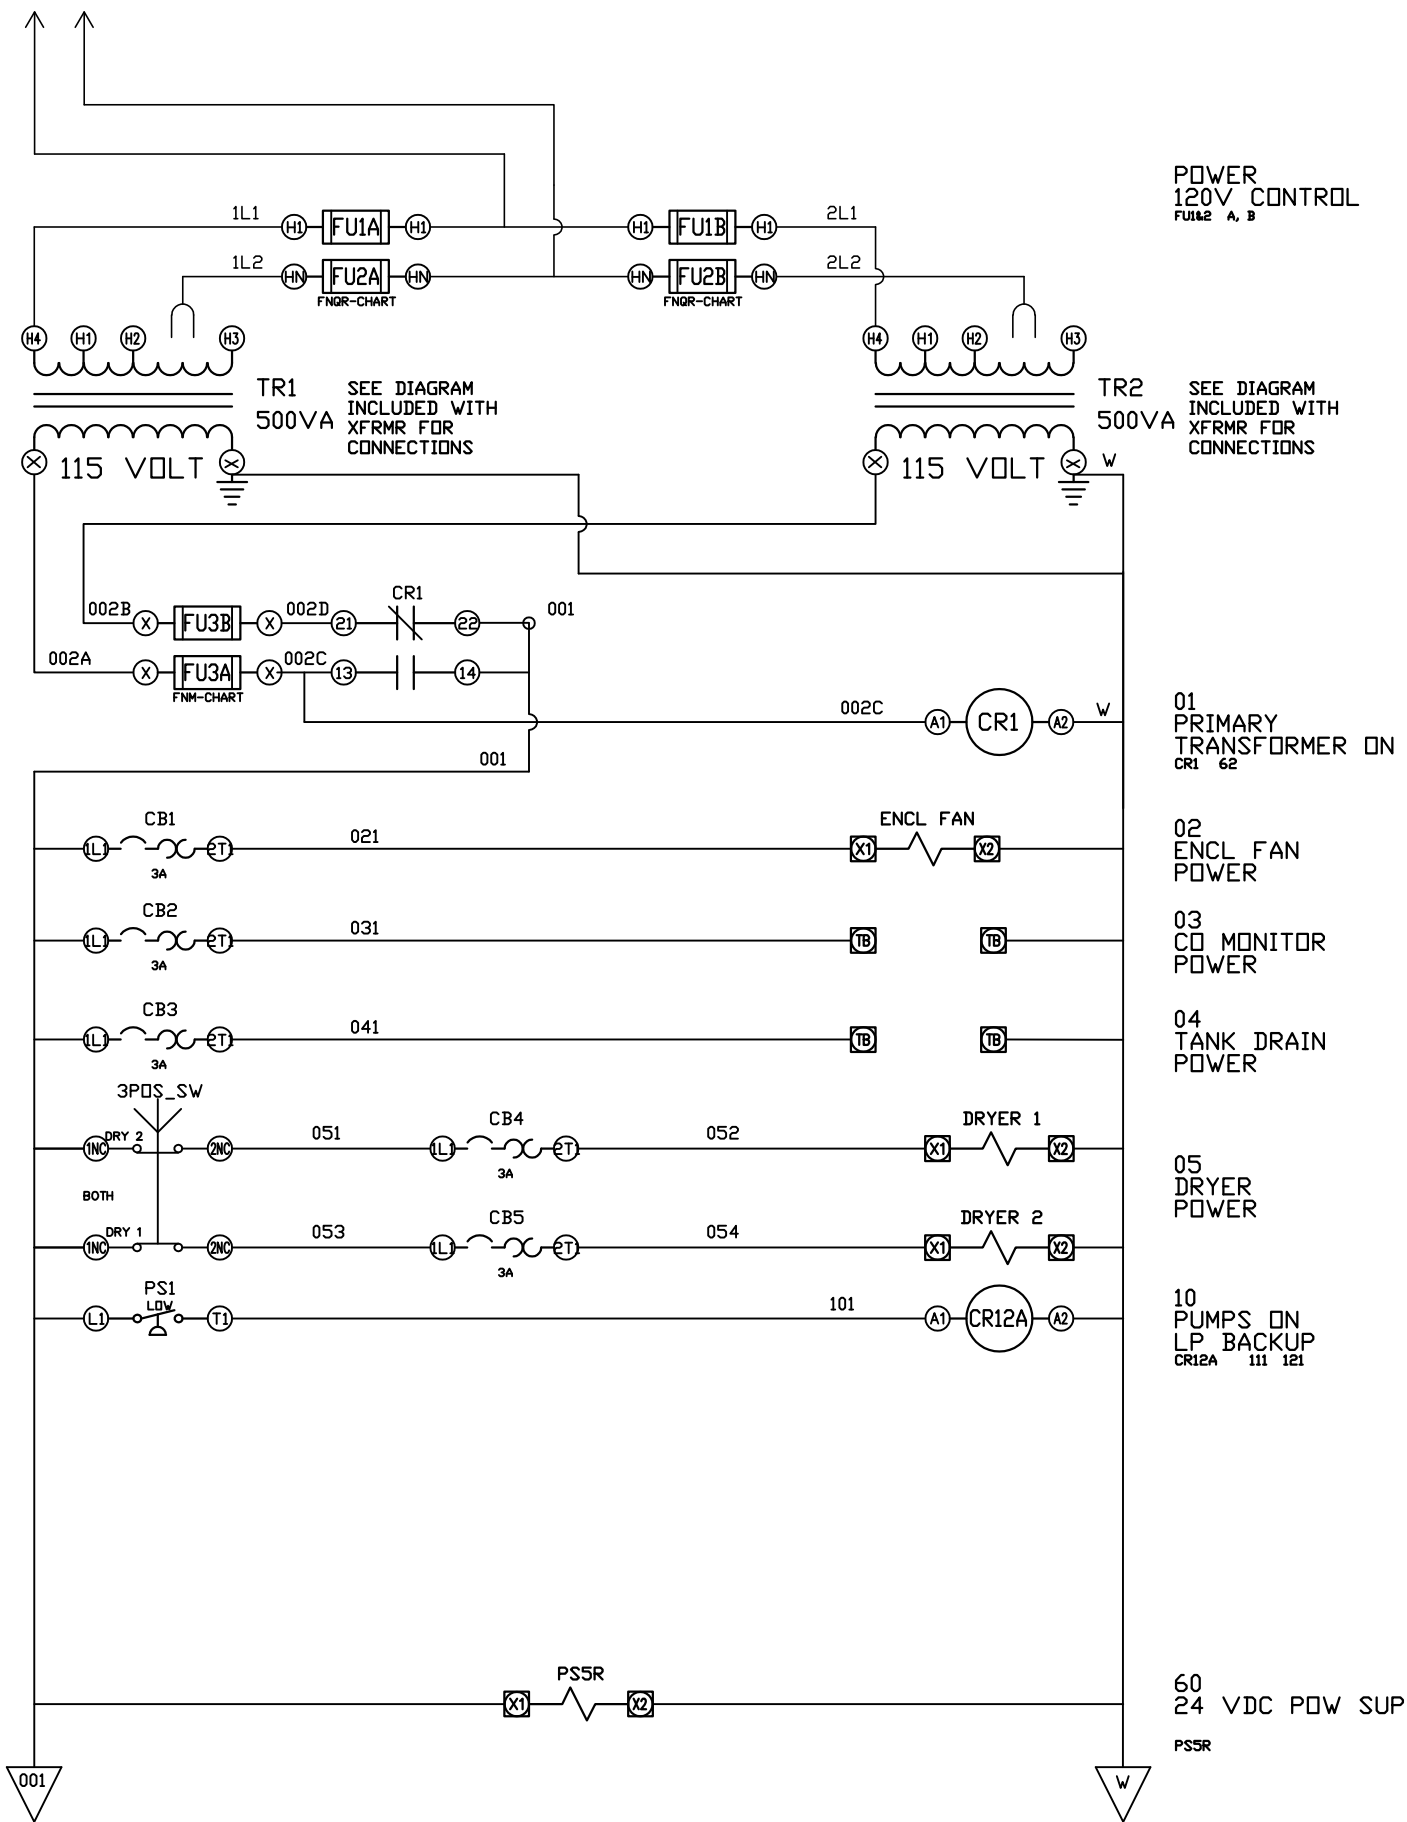 POWER
120V CONTROL
FU1&2 A, B
1L1 H1 FU1A H1 H1 FU1B H1 2L1
1L2 HN FU2A HN HN FU2B HN 2L2
FNQR-CHART FNQR-CHART
H4 H1 H2 H3 H4 H1 H2 H3
TR1
500VA
SEE DIAGRAM
INCLUDED WITH
XFRMR FOR
CONNECTIONS
TR2
500VA
SEE DIAGRAM
INCLUDED WITH
XFRMR FOR
CONNECTIONS
X 115 VOLT X X 115 VOLT X W
CR1
002B X FU3B X 002D 21 22 001
002A X FU3A X 002C 13 14
FNM-CHART
002C A1 CR1 A2 W
01
PRIMARY
TRANSFORMER ON
CR1 62
001
CB1 ENCL FAN
1L1 2T1 021 X1 X2
3A
02
ENCL FAN
POWER
CB2
1L1 2T1 031 TB TB
3A
03
CO MONITOR
POWER
CB3
1L1 2T1 041 TB TB
3A
04
TANK DRAIN
POWER
3POS_SW
DRY 2
1NC 2NC 051 CB4 1L1 2T1 052 DRYER 1 X1 X2
3A
BOTH
05
DRYER
POWER
DRY 1
1NC 2NC 053 CB5 1L1 2T1 054 DRYER 2 X1 X2
3A
PS1
LOW
L1 T1 101 A1 CR12A A2
10
PUMPS ON
LP BACKUP
CR12A 111 121
PS5R
X1 X2
60
24 VDC POW SUP
PS5R
001 W